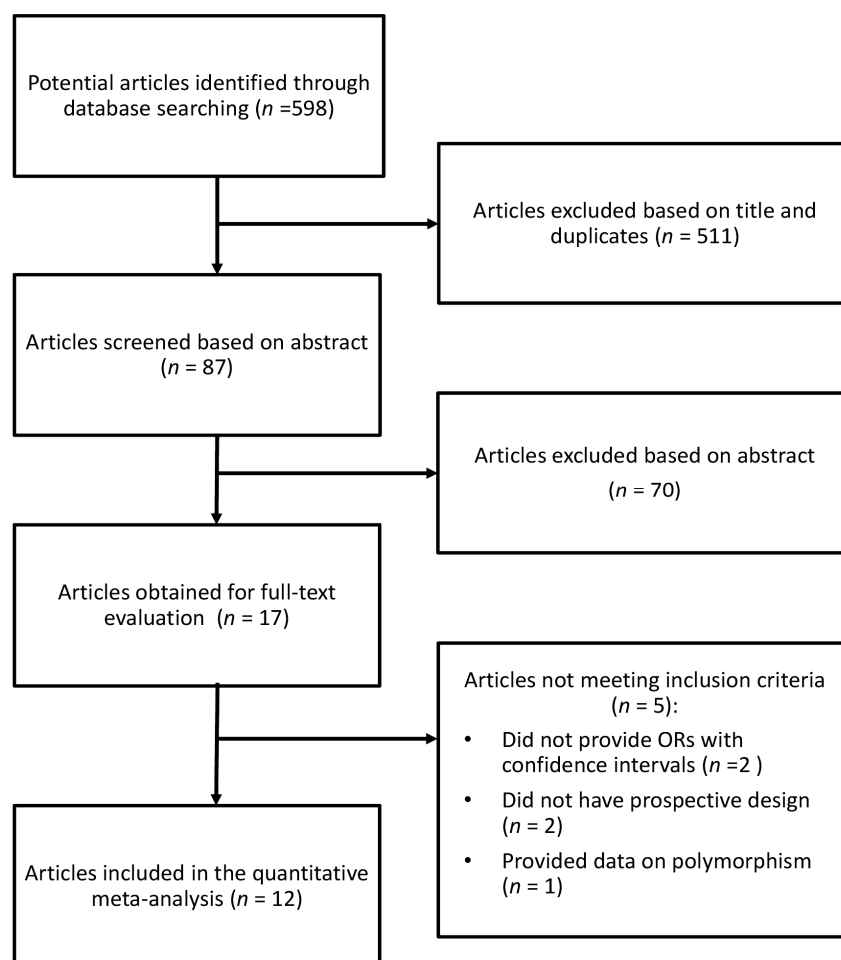 Potential articles identified through
database searching (n =598)
Articles excluded based on title and
duplicates (n = 511)
Articles screened based on abstract
(n = 87)
Articles excluded based on abstract
(n = 70)
Articles obtained for full-text
evaluation  (n = 17)
Articles not meeting inclusion criteria
(n = 5):
• Did not provide ORs with
confidence intervals (n =2 )
• Did not have prospective design
(n = 2)
• Provided data on polymorphism
(n = 1)
Articles included in the quantitative
meta-analysis (n = 12)